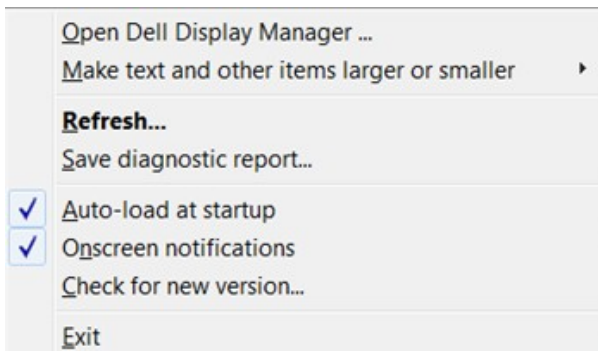 Open Dell Display Manager ...
Make text and other items larger or smaller
Refresh...
Save diagnostic report...
Auto-load at startup
Onscreen notifications
Check for new version...
Exit